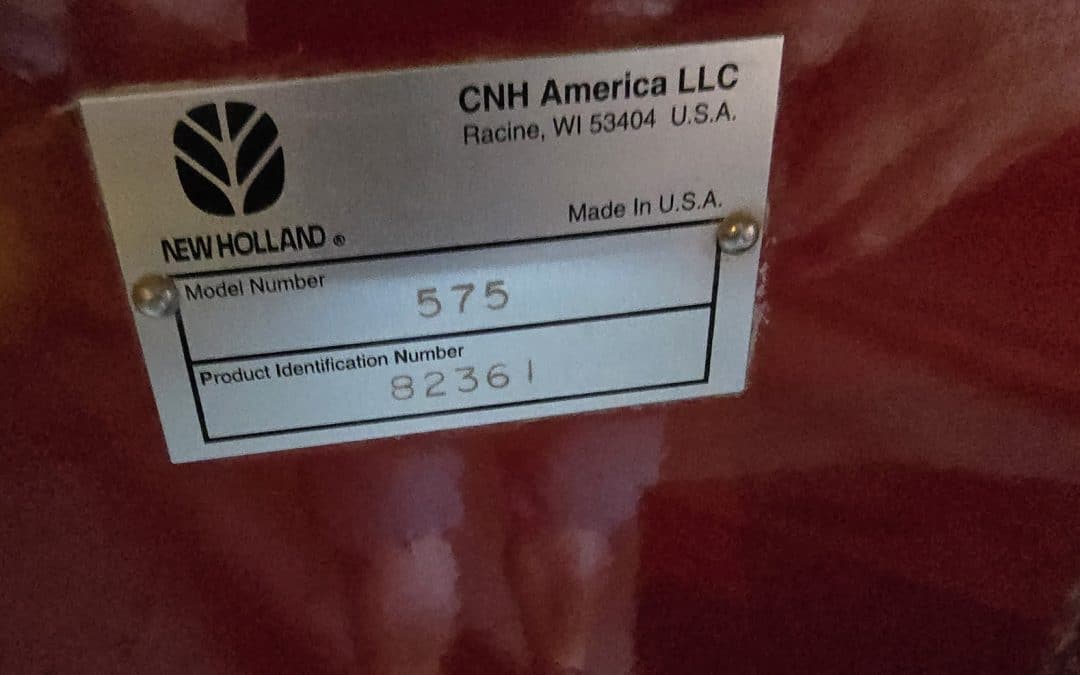 CNH America LLC
Racine, WI 53404 U.S.A.
Made In U.S.A.
NEW HOLLAND ®
Model Number
575
Product Identification Number
82361